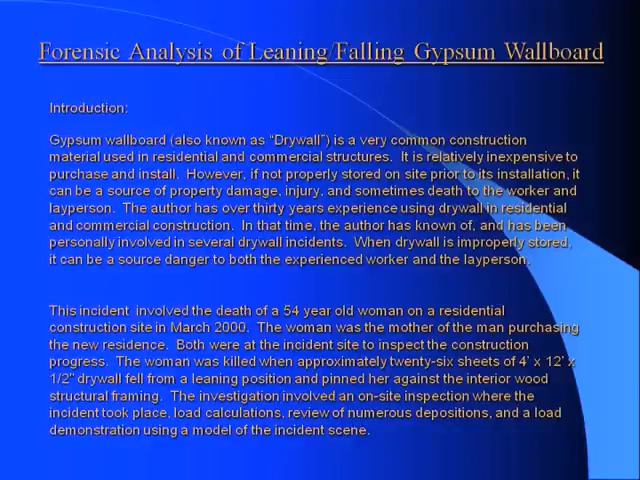 Forensic Analysis of Leaning/Falling Gypsum Wallboard
Introduction:
Gypsum wallboard (also known as “Drywall”) is a very common construction
material used in residential and commercial structures.  It is relatively inexpensive to
purchase and install.  However, if not properly stored on site prior to its installation, it
can be a source of property damage, injury, and sometimes death to the worker and
layperson.  The author has over thirty years experience using drywall in residential
and commercial construction.  In that time, the author has known of, and has been
personally involved in several drywall incidents.  When drywall is improperly stored,
it can be a source danger to both the experienced worker and the layperson.
This incident  involved the death of a 54 year old woman on a residential
construction site in March 2000.  The woman was the mother of the man purchasing
the new residence.  Both were at the incident site to inspect the construction
progress.  The woman was killed when approximately twenty-six sheets of 4’ x 12’ x
1/2” drywall fell from a leaning position and pinned her against the interior wood
structural framing.  The investigation involved an on-site inspection where the
incident took place, load calculations, review of numerous depositions, and a load
demonstration using a model of the incident scene.